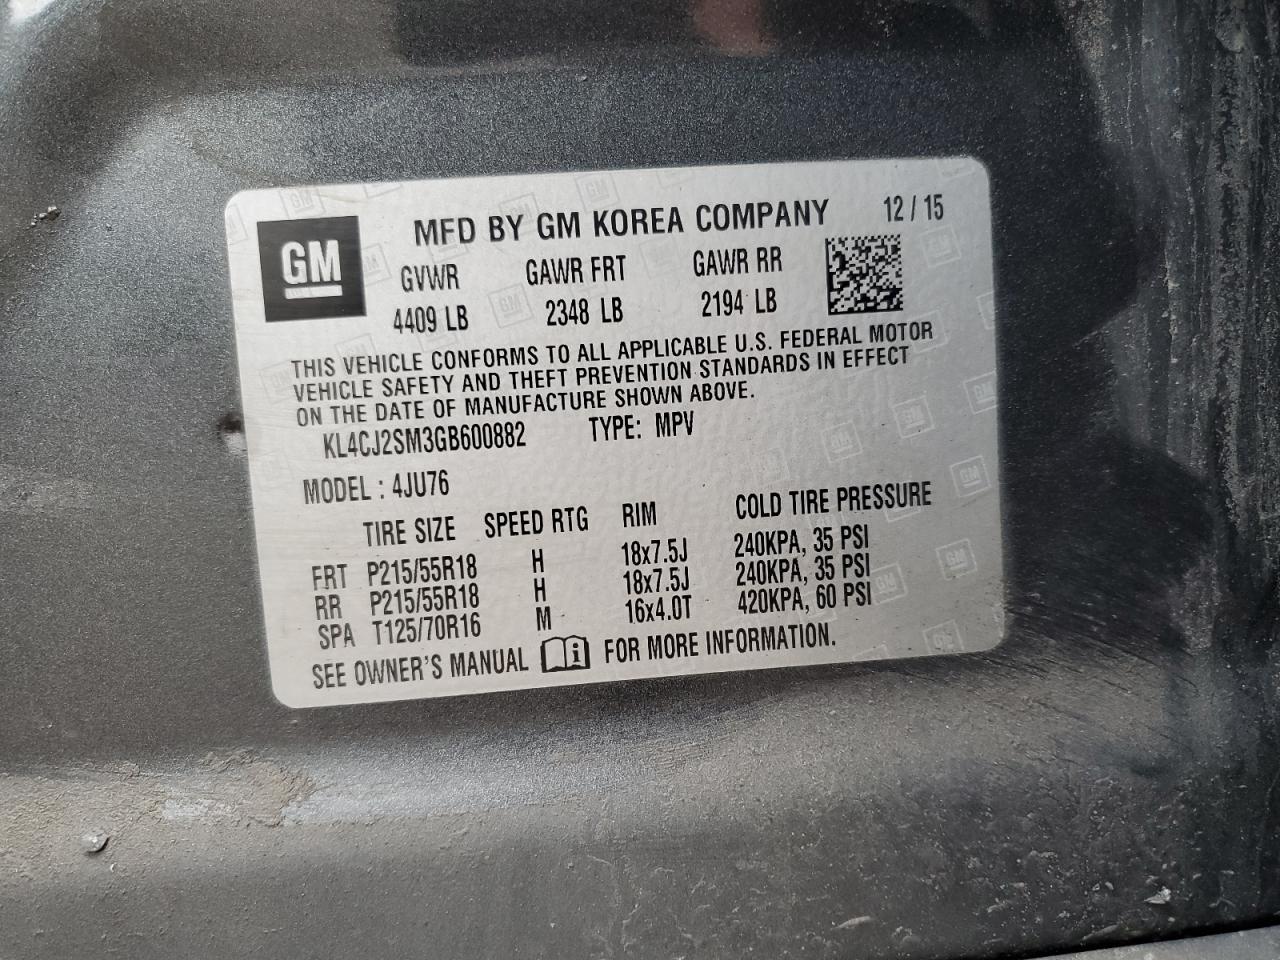 GM
MFD BY GM KOREA COMPANY 12 / 15
GVWR GAWR FRT GAWR RR
4409 LB 2348 LB 2194 LB
THIS VEHICLE CONFORMS TO ALL APPLICABLE U.S. FEDERAL MOTOR
VEHICLE SAFETY AND THEFT PREVENTION STANDARDS IN EFFECT
ON THE DATE OF MANUFACTURE SHOWN ABOVE.
KL4CJ2SM3GB600882 TYPE: MPV
MODEL : 4JU76
TIRE SIZE SPEED RTG RIM COLD TIRE PRESSURE
FRT P215/55R18 H 18x7.5J 240KPA, 35 PSI
RR P215/55R18 H 18x7.5J 240KPA, 35 PSI
SPA T125/70R16 M 16x4.0T 420KPA, 60 PSI
SEE OWNER'S MANUAL FOR MORE INFORMATION.